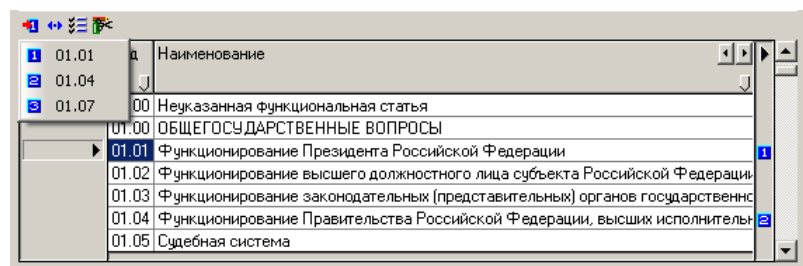 1 01.01
2 01.04
3 01.07
д Наименование
00 Неуказанная функциональная статья
01.00 ОБЩЕГОСУДАРСТВЕННЫЕ ВОПРОСЫ
01.01 Функционирование Президента Российской Федерации 1
01.02 Функционирование высшего должностного лица субъекта Российской Федерации
01.03 Функционирование законодательных (представительных) органов государственно
01.04 Функционирование Правительства Российской Федерации, высших исполнительн 2
01.05 Судебная система